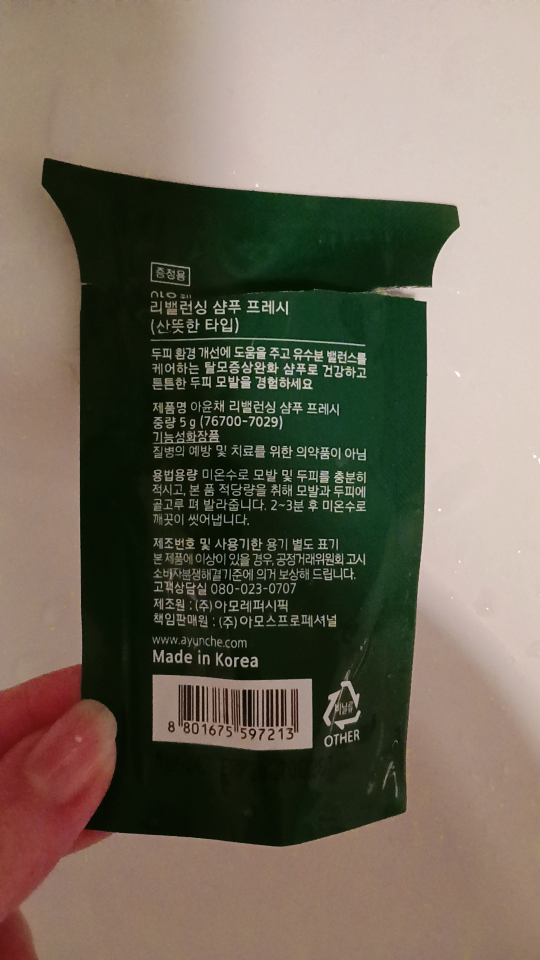 증정용
리밸런싱 샴푸 프레시
(산뜻한 타입)
두피 환경 개선에 도움을 주고 유수분 밸런스를
케어하는 탈모증상완화 샴푸로 건강하고
튼튼한 두피 모발을 경험하세요
제품명 아윤채 리밸런싱 샴푸 프레시
중량 5 g (76700-7029)
기능성화장품
질병의 예방 및 치료를 위한 의약품이 아님
용법용량 미온수로 모발 및 두피를 충분히
적시고, 본 품 적당량을 취해 모발과 두피에
골고루 펴 발라줍니다. 2~3분 후 미온수로
깨끗이 씻어냅니다.
제조번호 및 사용기한 용기 별도 표기
본 제품에 이상이 있을 경우, 공정거래위원회 고시
소비자분쟁해결기준에 의거 보상해 드립니다.
고객상담실 080-023-0707
제조원 : (주) 아모레퍼시픽
책임판매원 : (주) 아모스프로페셔널
www.ayunche.com
Made in Korea
8 801675 597213
비닐류
OTHER